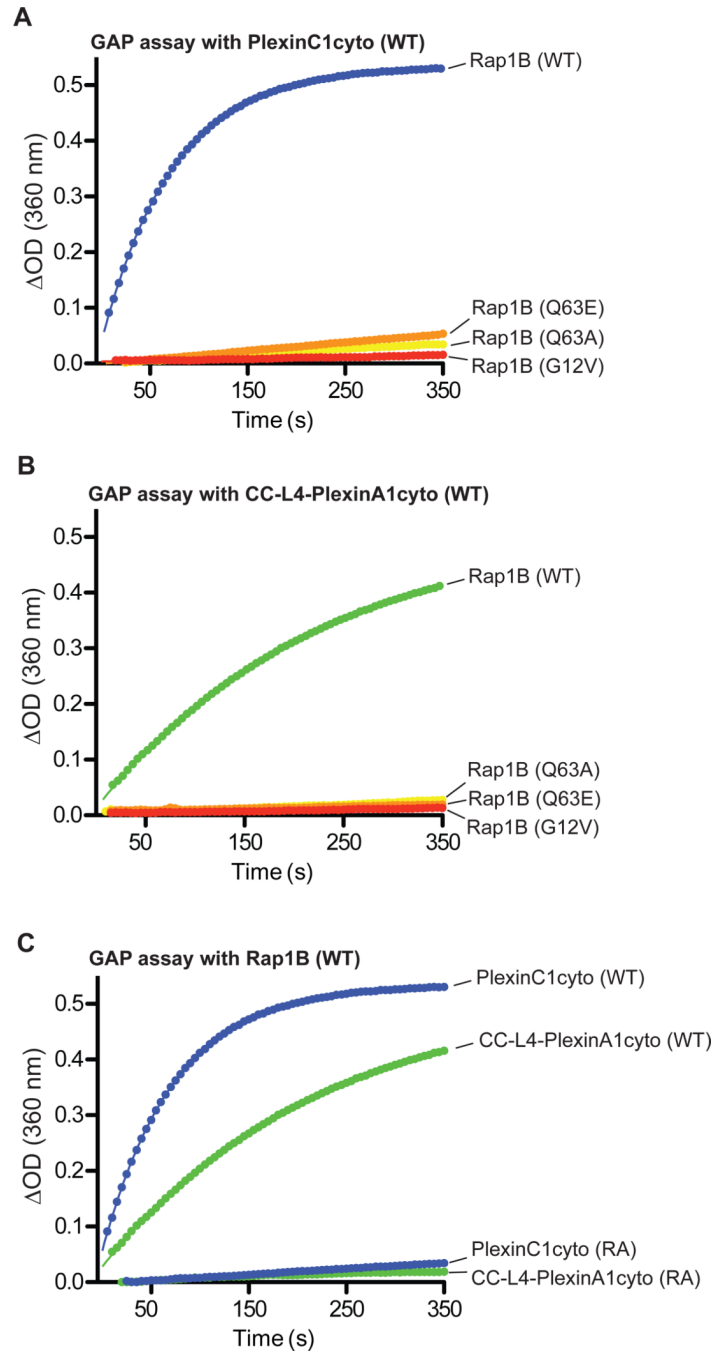 A
GAP assay with PlexinC1cyto (WT)
Rap1B (WT)
0.5
0.4
0.3
0.2
0.1
0.0
ΔOD (360 nm)
Rap1B (Q63E)
Rap1B (Q63A)
Rap1B (G12V)
50 150 250 350
Time (s)
B
GAP assay with CC-L4-PlexinA1cyto (WT)
0.5
0.4
0.3
0.2
0.1
0.0
ΔOD (360 nm)
Rap1B (WT)
Rap1B (Q63A)
Rap1B (Q63E)
Rap1B (G12V)
50 150 250 350
Time (s)
C
GAP assay with Rap1B (WT)
0.5
0.4
0.3
0.2
0.1
0.0
ΔOD (360 nm)
PlexinC1cyto (WT)
CC-L4-PlexinA1cyto (WT)
PlexinC1cyto (RA)
CC-L4-PlexinA1cyto (RA)
50 150 250 350
Time (s)